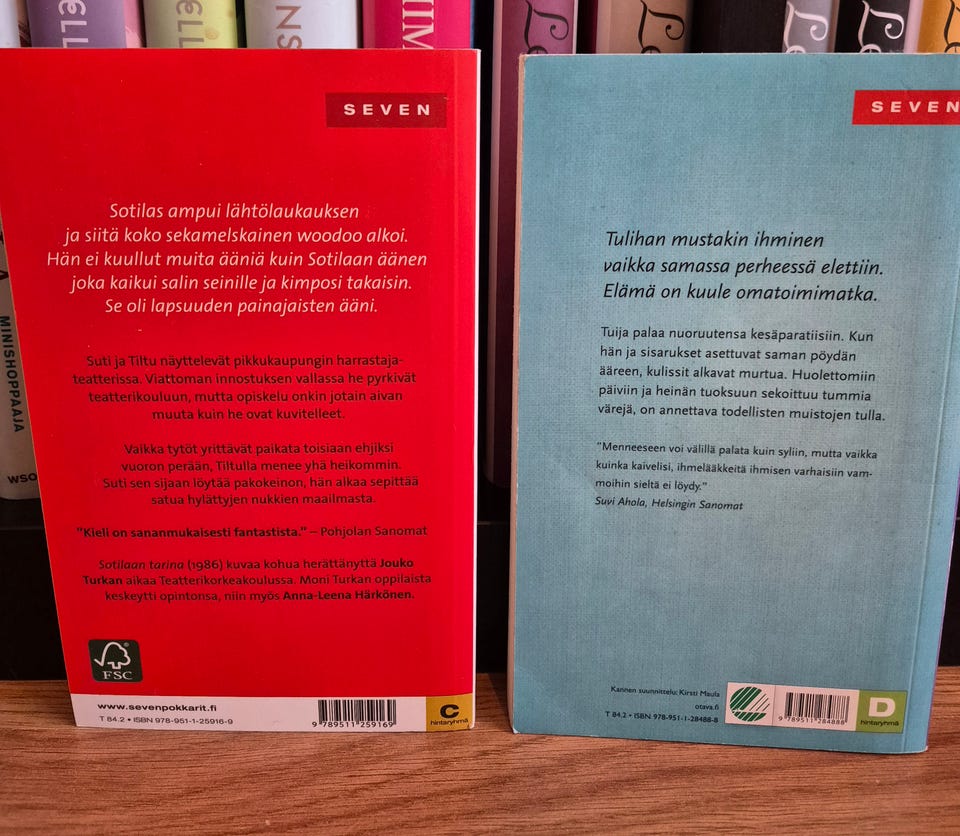 MINISHOPPAAJA
WSO
SEVEN
Sotilas ampui lähtölaukauksen
ja siitä koko sekamelskainen woodoo alkoi.
Hän ei kuullut muita ääniä kuin Sotilaan äänen
joka kaikui salin seinille ja kimposi takaisin.
Se oli lapsuuden painajaisten ääni.
Suti ja Tiltu näyttelevät pikkukaupungin harrastaja-
teatterissa. Viattoman innostuksen vallassa he pyrkivät
teatterikouluun, mutta opiskelu onkin jotain aivan
muuta kuin he ovat kuvitelleet.
Vaikka tytöt yrittävät paikata toisiaan ehjiksi
vuoron perään, Tiltulla menee yhä heikommin.
Suti sen sijaan löytää pakokeinon, hän alkaa sepittää
satua hylättyjen nukkien maailmasta.
"Kieli on sananmukaisesti fantastista." – Pohjolan Sanomat
Sotilaan tarina (1986) kuvaa kohua herättänyttä Jouko
Turkan aikaa Teatterikorkeakoulussa. Moni Turkan oppilaista
keskeytti opintonsa, niin myös Anna-Leena Härkönen.
FSC
www.sevenpokkarit.fi
T 84.2 • ISBN 978-951-1-25916-9
9 789511 259169
C
hintaryhmä
SEVEN
Tulihan mustakin ihminen
vaikka samassa perheessä elettiin.
Elämä on kuule omatoimimatka.
Tuija palaa nuoruutensa kesäparatiisiin. Kun
hän ja sisarukset asettuvat saman pöydän
ääreen, kulissit alkavat murtua. Huolettomiin
päiviin ja heinän tuoksuun sekoittuu tummia
värejä, on annettava todellisten muistojen tulla.
"Menneeseen voi välillä palata kuin syliin, mutta vaikka
kuinka kaivelisi, ihmelääkkeitä ihmisen varhaisiin vam-
moihin sieltä ei löydy."
Suvi Ahola, Helsingin Sanomat
Kannen suunnittelu: Kirsti Maula
otava.fi
T 84.2 • ISBN 978-951-1-28488-8
9 789511 284888
D
hintaryhmä